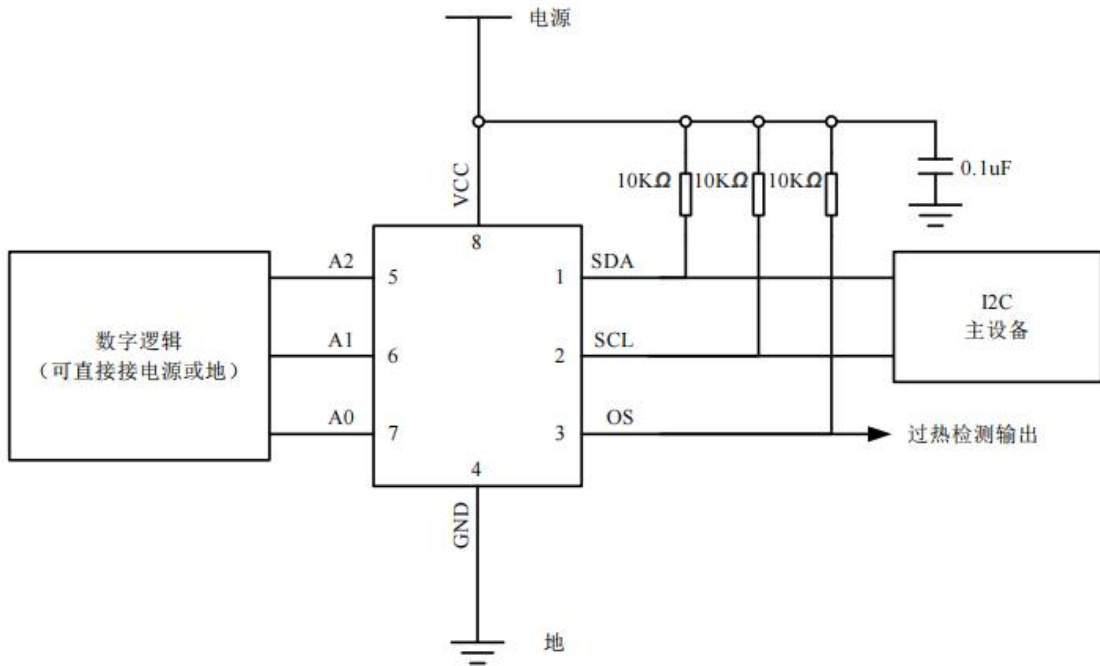 电源
10KΩ 10KΩ 10KΩ
0.1uF
VCC
8
A2
5
1
SDA
数字逻辑
（可直接接电源或地）
A1
6
2
SCL
I2C
主设备
A0
7
3
OS
过热检测输出
4
GND
地